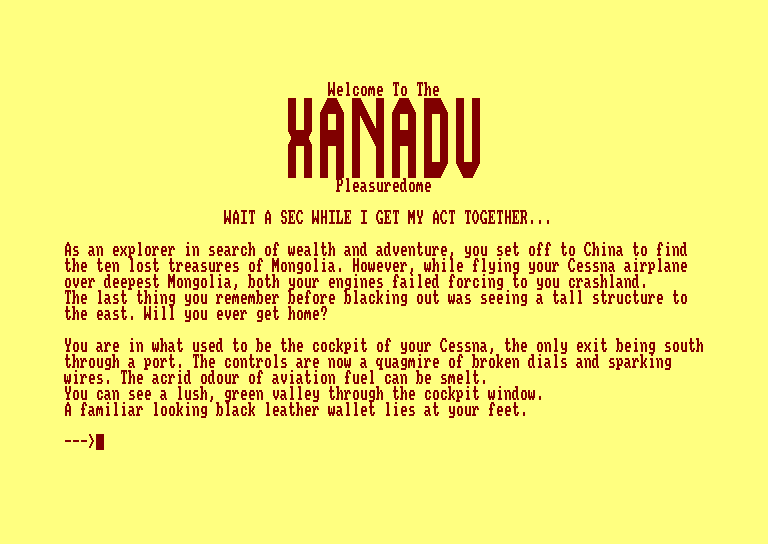 Welcome To The
XANADU
Pleasuredome
WAIT A SEC WHILE I GET MY ACT TOGETHER...
As an explorer in search of wealth and adventure, you set off to China to find
the ten lost treasures of Mongolia. However, while flying your Cessna airplane
over deepest Mongolia, both your engines failed forcing to you crashland.
The last thing you remember before blacking out was seeing a tall structure to
the east. Will you ever get home?
You are in what used to be the cockpit of your Cessna, the only exit being south
through a port. The controls are now a quagmire of broken dials and sparking
wires. The acrid odour of aviation fuel can be smelt.
You can see a lush, green valley through the cockpit window.
A familiar looking black leather wallet lies at your feet.
--->